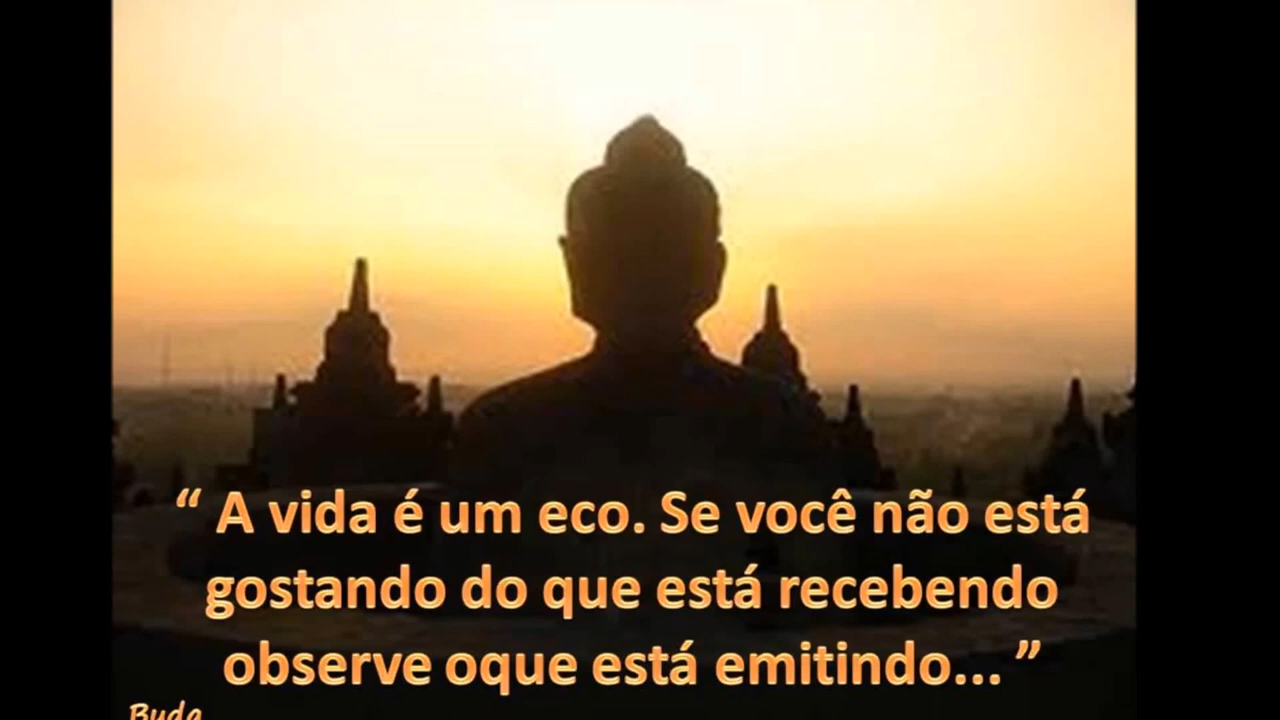 “ A vida é um eco. Se você não está
gostando do que está recebendo
observe oque está emitindo... ”
Buda